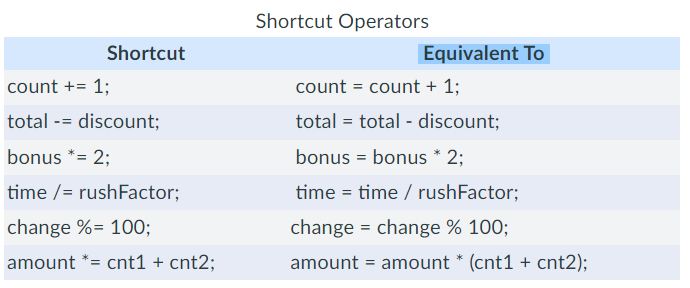 Shortcut Operators
Shortcut Equivalent To
count += 1; count = count + 1;
total -= discount; total = total - discount;
bonus *= 2; bonus = bonus * 2;
time /= rushFactor; time = time / rushFactor;
change %= 100; change = change % 100;
amount *= cnt1 + cnt2; amount = amount * (cnt1 + cnt2);